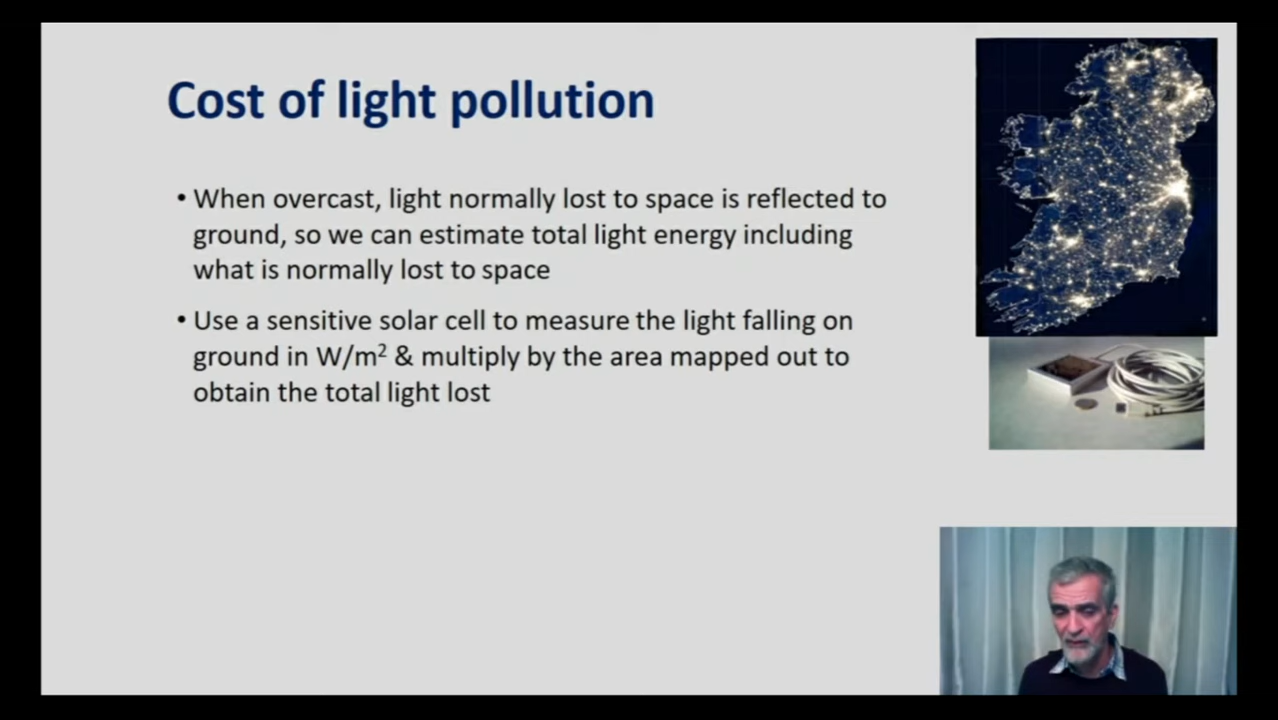 Cost of light pollution
• When overcast, light normally lost to space is reflected to
ground, so we can estimate total light energy including
what is normally lost to space
• Use a sensitive solar cell to measure the light falling on
ground in W/m² & multiply by the area mapped out to
obtain the total light lost